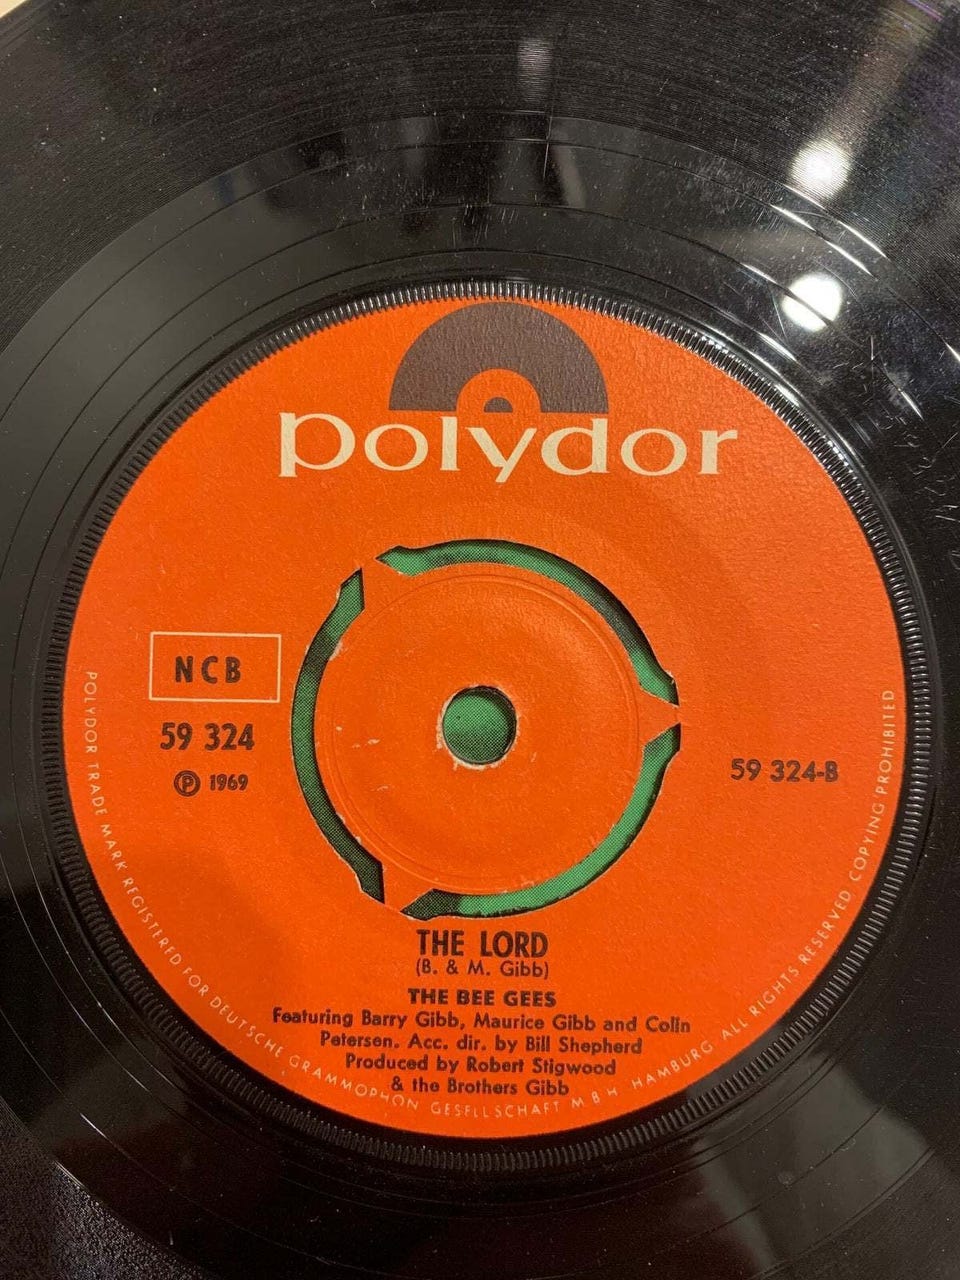 polydor
NCB
59 324
Ⓟ 1969
59 324-B
THE LORD
(B. & M. Gibb)
THE BEE GEES
Featuring Barry Gibb, Maurice Gibb and Colin
Petersen. Acc. dir. by Bill Shepherd
Produced by Robert Stigwood
& the Brothers Gibb
POLYDOR TRADE MARK REGISTERED FOR DEUTSCHE GRAMMOPHON GESELLSCHAFT MBH HAMBURG ALL RIGHTS RESERVED COPYING PROHIBITED